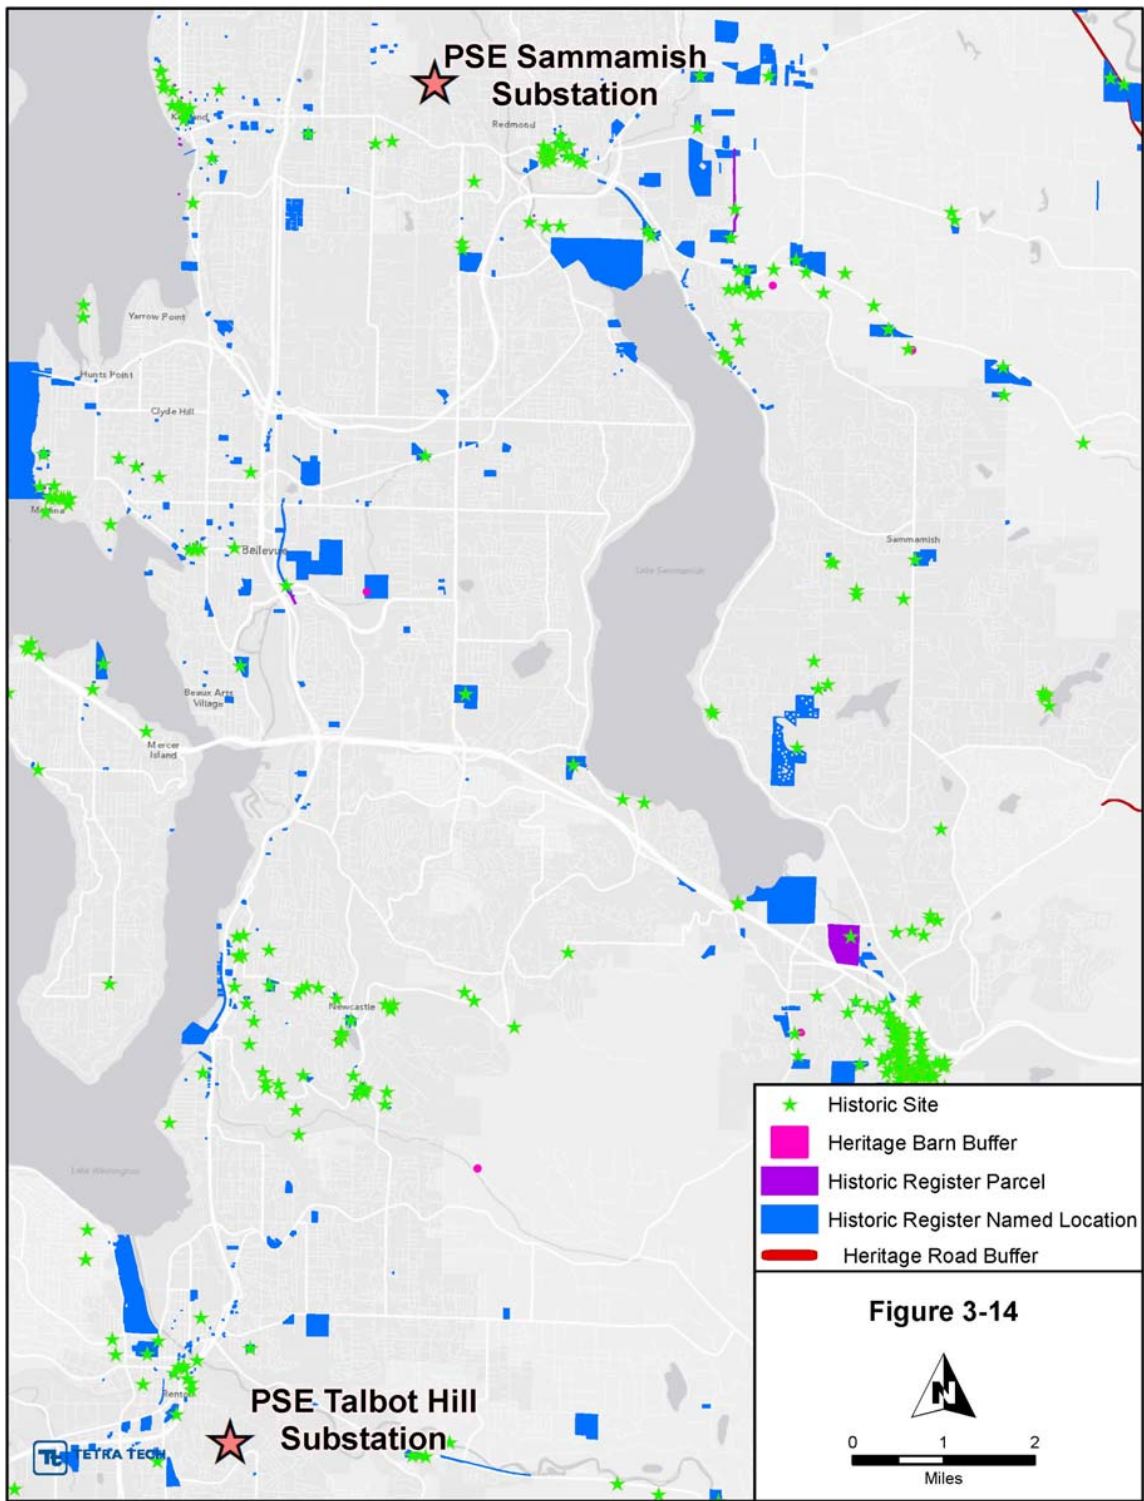 PSE Sammamish
Substation
Redmond
Yarrow Point
Hunts Point
Clyde Hill
Medina
Bellevue
Sammamish
Lake Sammamish
Beaux Arts
Village
Mercer
Island
Newcastle
Lake Washington
Renton
PSE Talbot Hill
Substation
TETRA TECH
Historic Site
Heritage Barn Buffer
Historic Register Parcel
Historic Register Named Location
Heritage Road Buffer
Figure 3-14
N
0 1 2
Miles